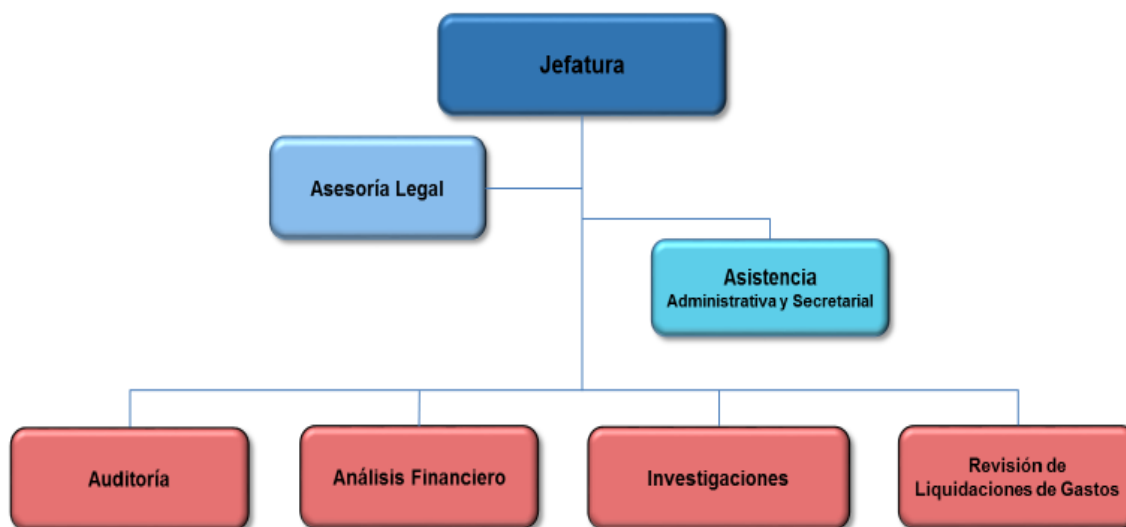 Jefatura
Asesoría Legal
Asistencia
Administrativa y Secretarial
Auditoría
Análisis Financiero
Investigaciones
Revisión de
Liquidaciones de Gastos